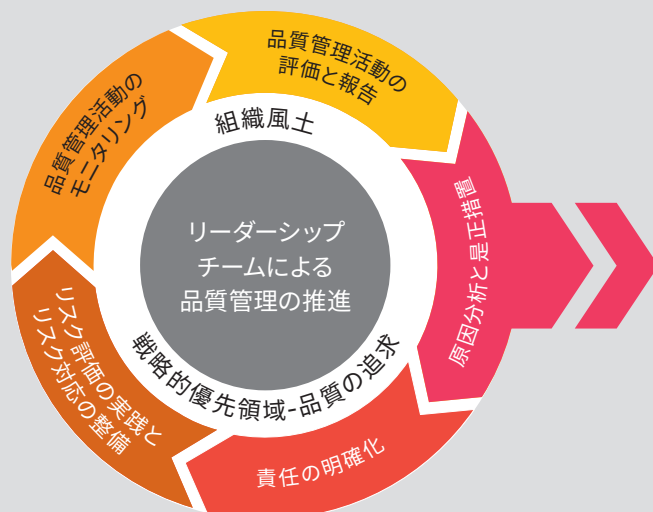 品質管理活動の
評価と報告
品質管理活動の
モニタリング
組織風土
リーダーシップ
チームによる
品質管理の推進
原因分析と是正措置
戦略的優先領域-品質の追求
リスク評価の実践と
リスク対応の整備
責任の明確化